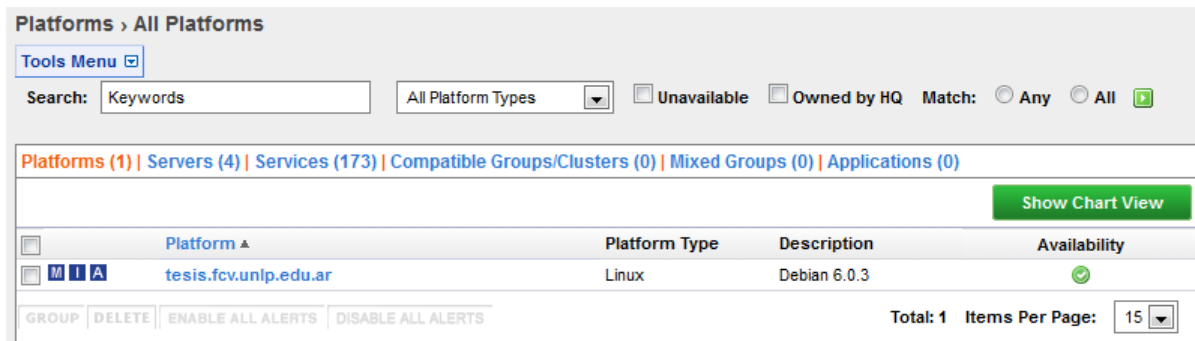 Platforms › All Platforms
Tools Menu
Search: Keywords All Platform Types Unavailable Owned by HQ Match: Any All
Platforms (1) | Servers (4) | Services (173) | Compatible Groups/Clusters (0) | Mixed Groups (0) | Applications (0)
Show Chart View
Platform Platform Type Description Availability
M I A tesis.fcv.unlp.edu.ar Linux Debian 6.0.3
GROUP DELETE ENABLE ALL ALERTS DISABLE ALL ALERTS Total: 1 Items Per Page: 15